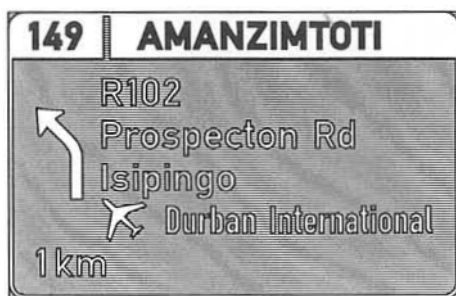 149 AMANZIMTOTI
R102
Prospecton Rd
Isipingo
Durban International
1 km